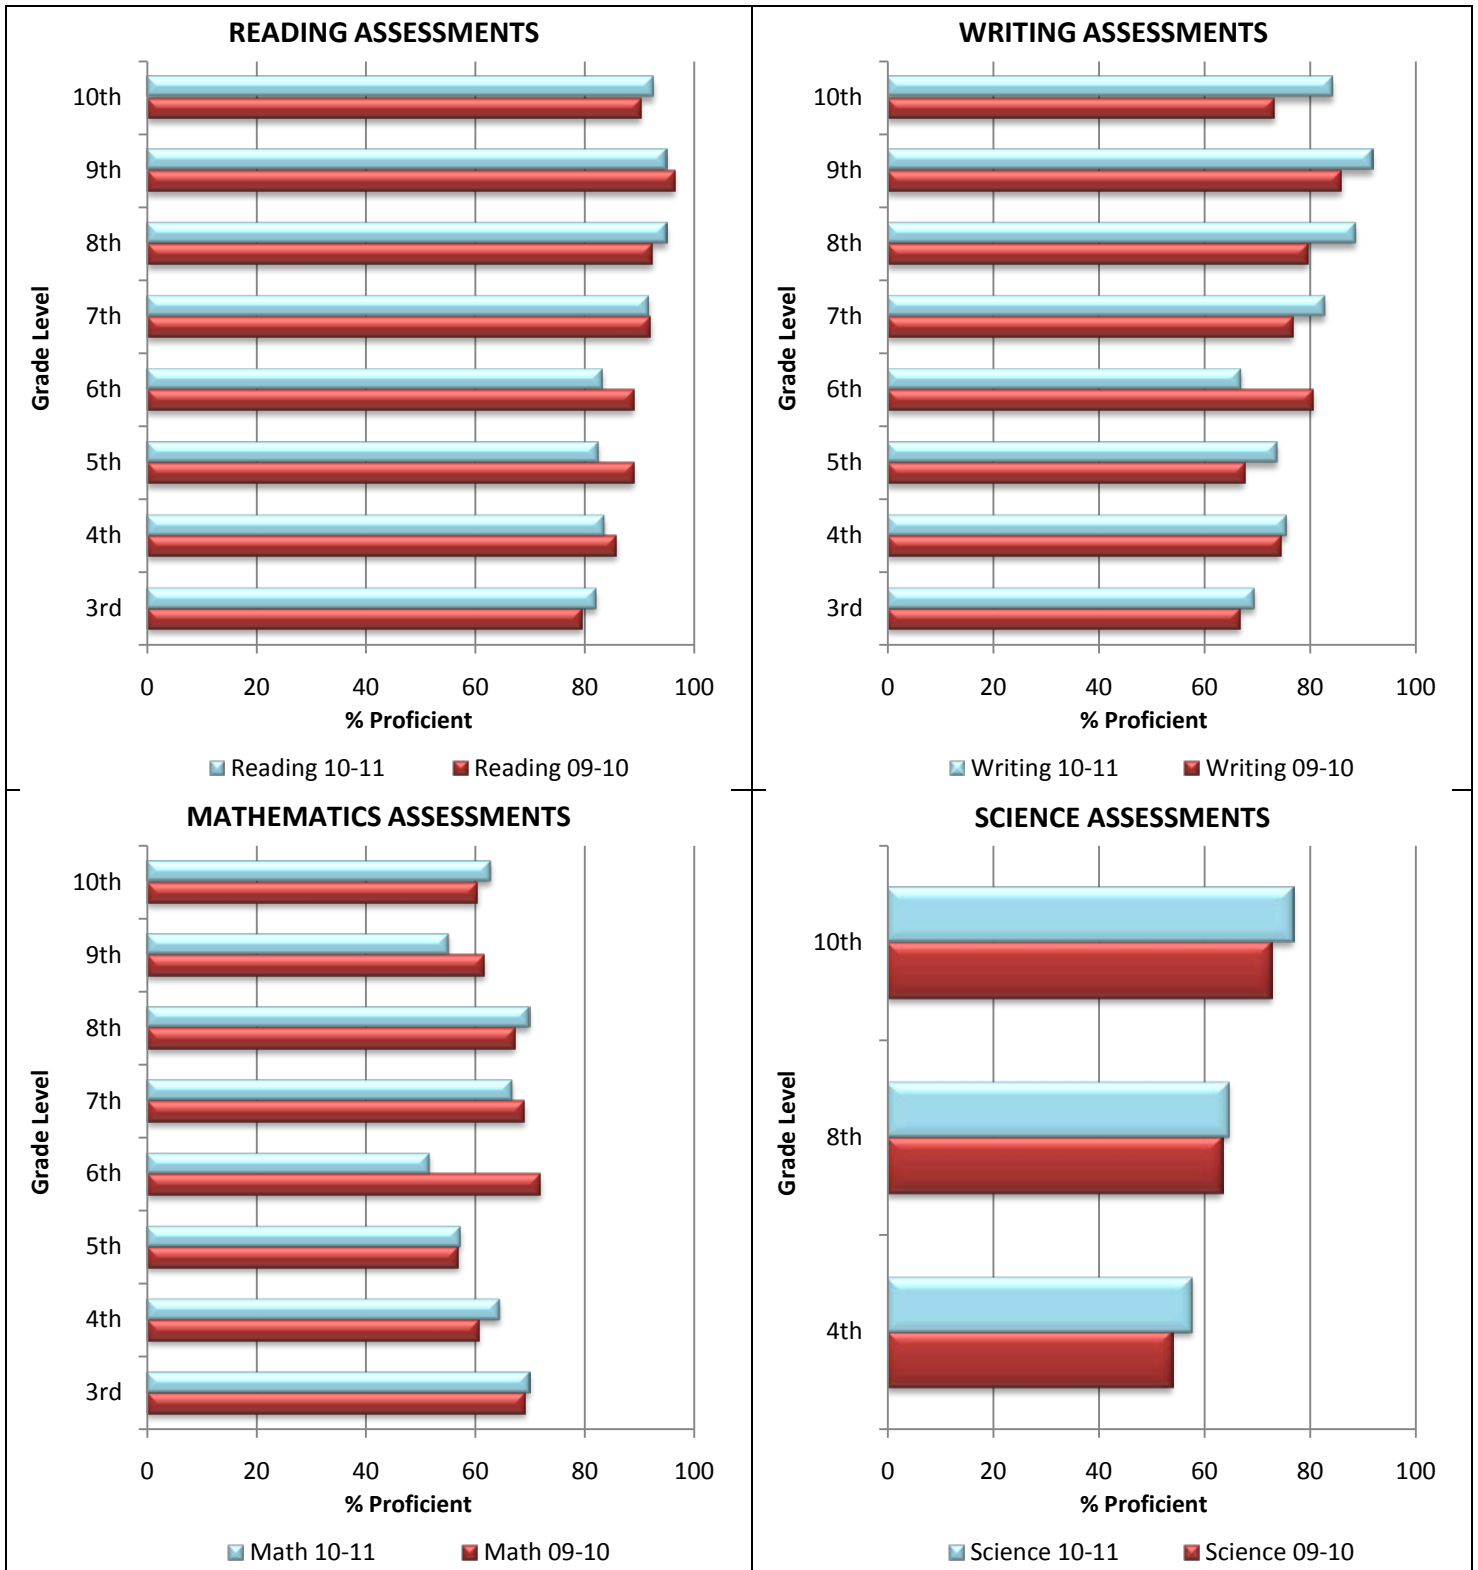 READING ASSESSMENTS
10th
9th
8th
7th
6th
5th
4th
3rd
Grade Level
0 20 40 60 80 100
% Proficient
Reading 10-11 Reading 09-10
WRITING ASSESSMENTS
10th
9th
8th
7th
6th
5th
4th
3rd
Grade Level
0 20 40 60 80 100
% Proficient
Writing 10-11 Writing 09-10
MATHEMATICS ASSESSMENTS
10th
9th
8th
7th
6th
5th
4th
3rd
Grade Level
0 20 40 60 80 100
% Proficient
Math 10-11 Math 09-10
SCIENCE ASSESSMENTS
10th
8th
4th
Grade Level
0 20 40 60 80 100
% Proficient
Science 10-11 Science 09-10